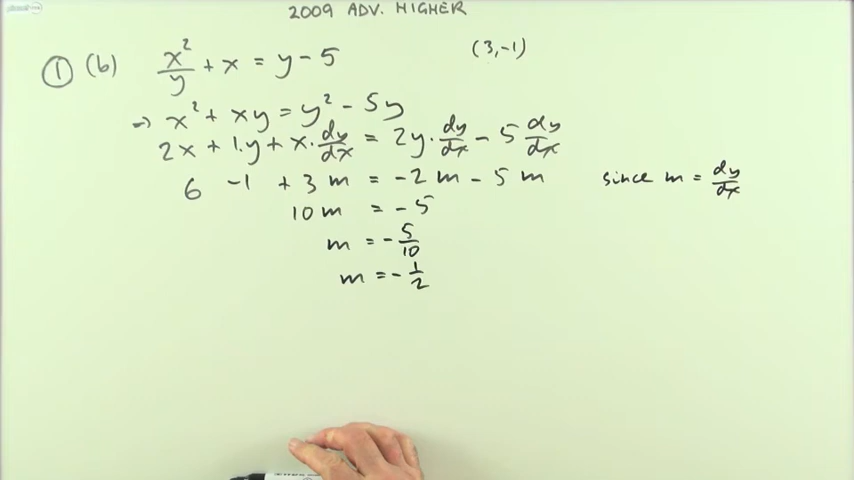 2009 ADV. HIGHER
① (b) x²/y + x = y - 5 (3, -1)
→ x² + xy = y² - 5y
2x + 1.y + x.dy/dx = 2y.dy/dx - 5 dy/dx
6 -1 + 3m = -2m - 5m since m = dy/dx
10m = -5
m = -5/10
m = -1/2